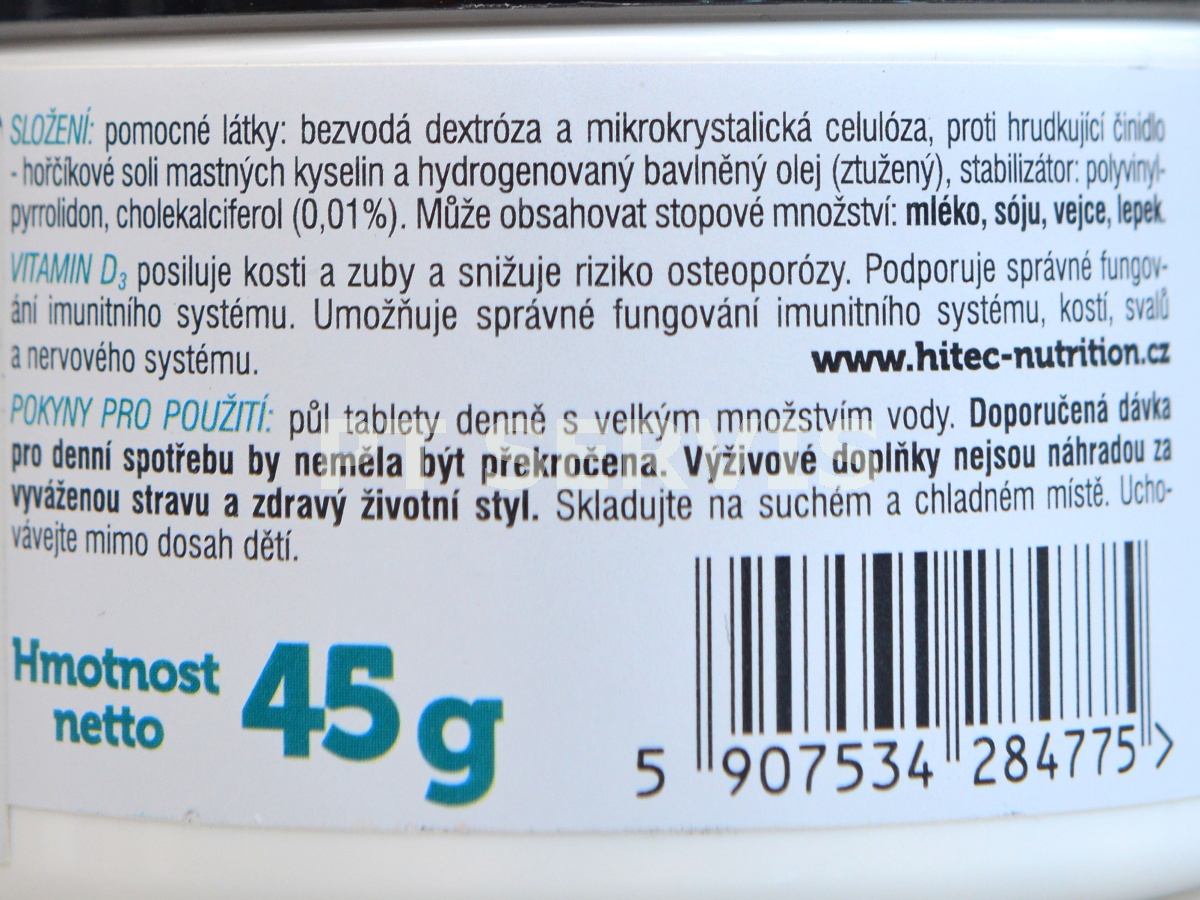 SLOŽENÍ: pomocné látky: bezvodá dextróza a mikrokrystalická celulóza, proti hrudkující činidlo
- hořčíkové soli mastných kyselin a hydrogenovaný bavlněný olej (ztužený), stabilizátor: polyvinyl-
pyrrolidon, cholekalciferol (0,01%). Může obsahovat stopové množství: mléko, sóju, vejce, lepek.
VITAMIN D3 posiluje kosti a zuby a snižuje riziko osteoporózy. Podporuje správné fungov-
ání imunitního systému. Umožňuje správné fungování imunitního systému, kostí, svalů
a nervového systému.
www.hitec-nutrition.cz
POKYNY PRO POUŽITÍ: půl tablety denně s velkým množstvím vody. Doporučená dávka
pro denní spotřebu by neměla být překročena. Výživové doplňky nejsou náhradou za
vyváženou stravu a zdravý životní styl. Skladujte na suchém a chladném místě. Ucho-
vávejte mimo dosah dětí.
PT SERVIS
Hmotnost
netto
45 g
5 907534 284775 >